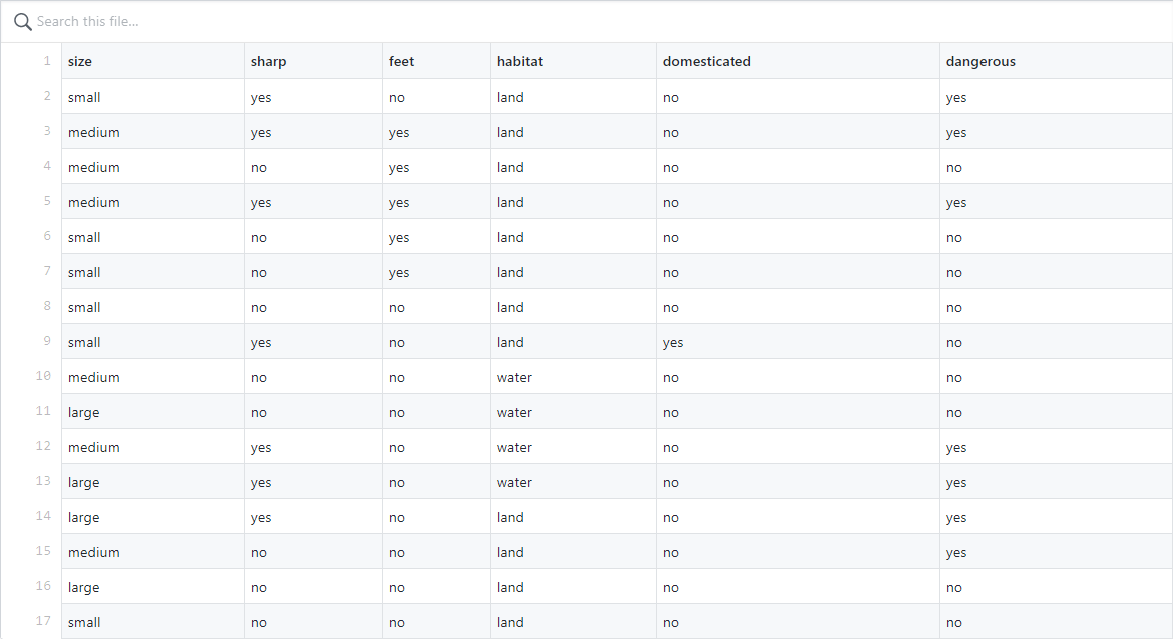 Search this file...
1 size sharp feet habitat domesticated dangerous
2 small yes no land no yes
3 medium yes yes land no yes
4 medium no yes land no no
5 medium yes yes land no yes
6 small no yes land no no
7 small no yes land no no
8 small no no land no no
9 small yes no land yes no
10 medium no no water no no
11 large no no water no no
12 medium yes no water no yes
13 large yes no water no yes
14 large yes no land no yes
15 medium no no land no yes
16 large no no land no no
17 small no no land no no